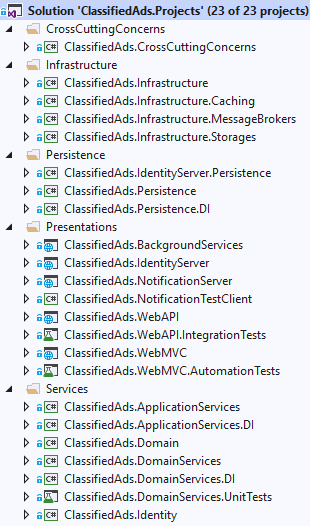 Solution 'ClassifiedAds.Projects' (23 of 23 projects)
CrossCuttingConcerns
C# ClassifiedAds.CrossCuttingConcerns
Infrastructure
C# ClassifiedAds.Infrastructure
C# ClassifiedAds.Infrastructure.Caching
C# ClassifiedAds.Infrastructure.MessageBrokers
C# ClassifiedAds.Infrastructure.Storages
Persistence
C# ClassifiedAds.IdentityServer.Persistence
C# ClassifiedAds.Persistence
C# ClassifiedAds.Persistence.DI
Presentations
ClassifiedAds.BackgroundServices
ClassifiedAds.IdentityServer
ClassifiedAds.NotificationServer
C# ClassifiedAds.NotificationTestClient
ClassifiedAds.WebAPI
ClassifiedAds.WebAPI.IntegrationTests
ClassifiedAds.WebMVC
ClassifiedAds.WebMVC.AutomationTests
Services
C# ClassifiedAds.ApplicationServices
C# ClassifiedAds.ApplicationServices.DI
C# ClassifiedAds.Domain
C# ClassifiedAds.DomainServices
C# ClassifiedAds.DomainServices.DI
ClassifiedAds.DomainServices.UnitTests
C# ClassifiedAds.Identity